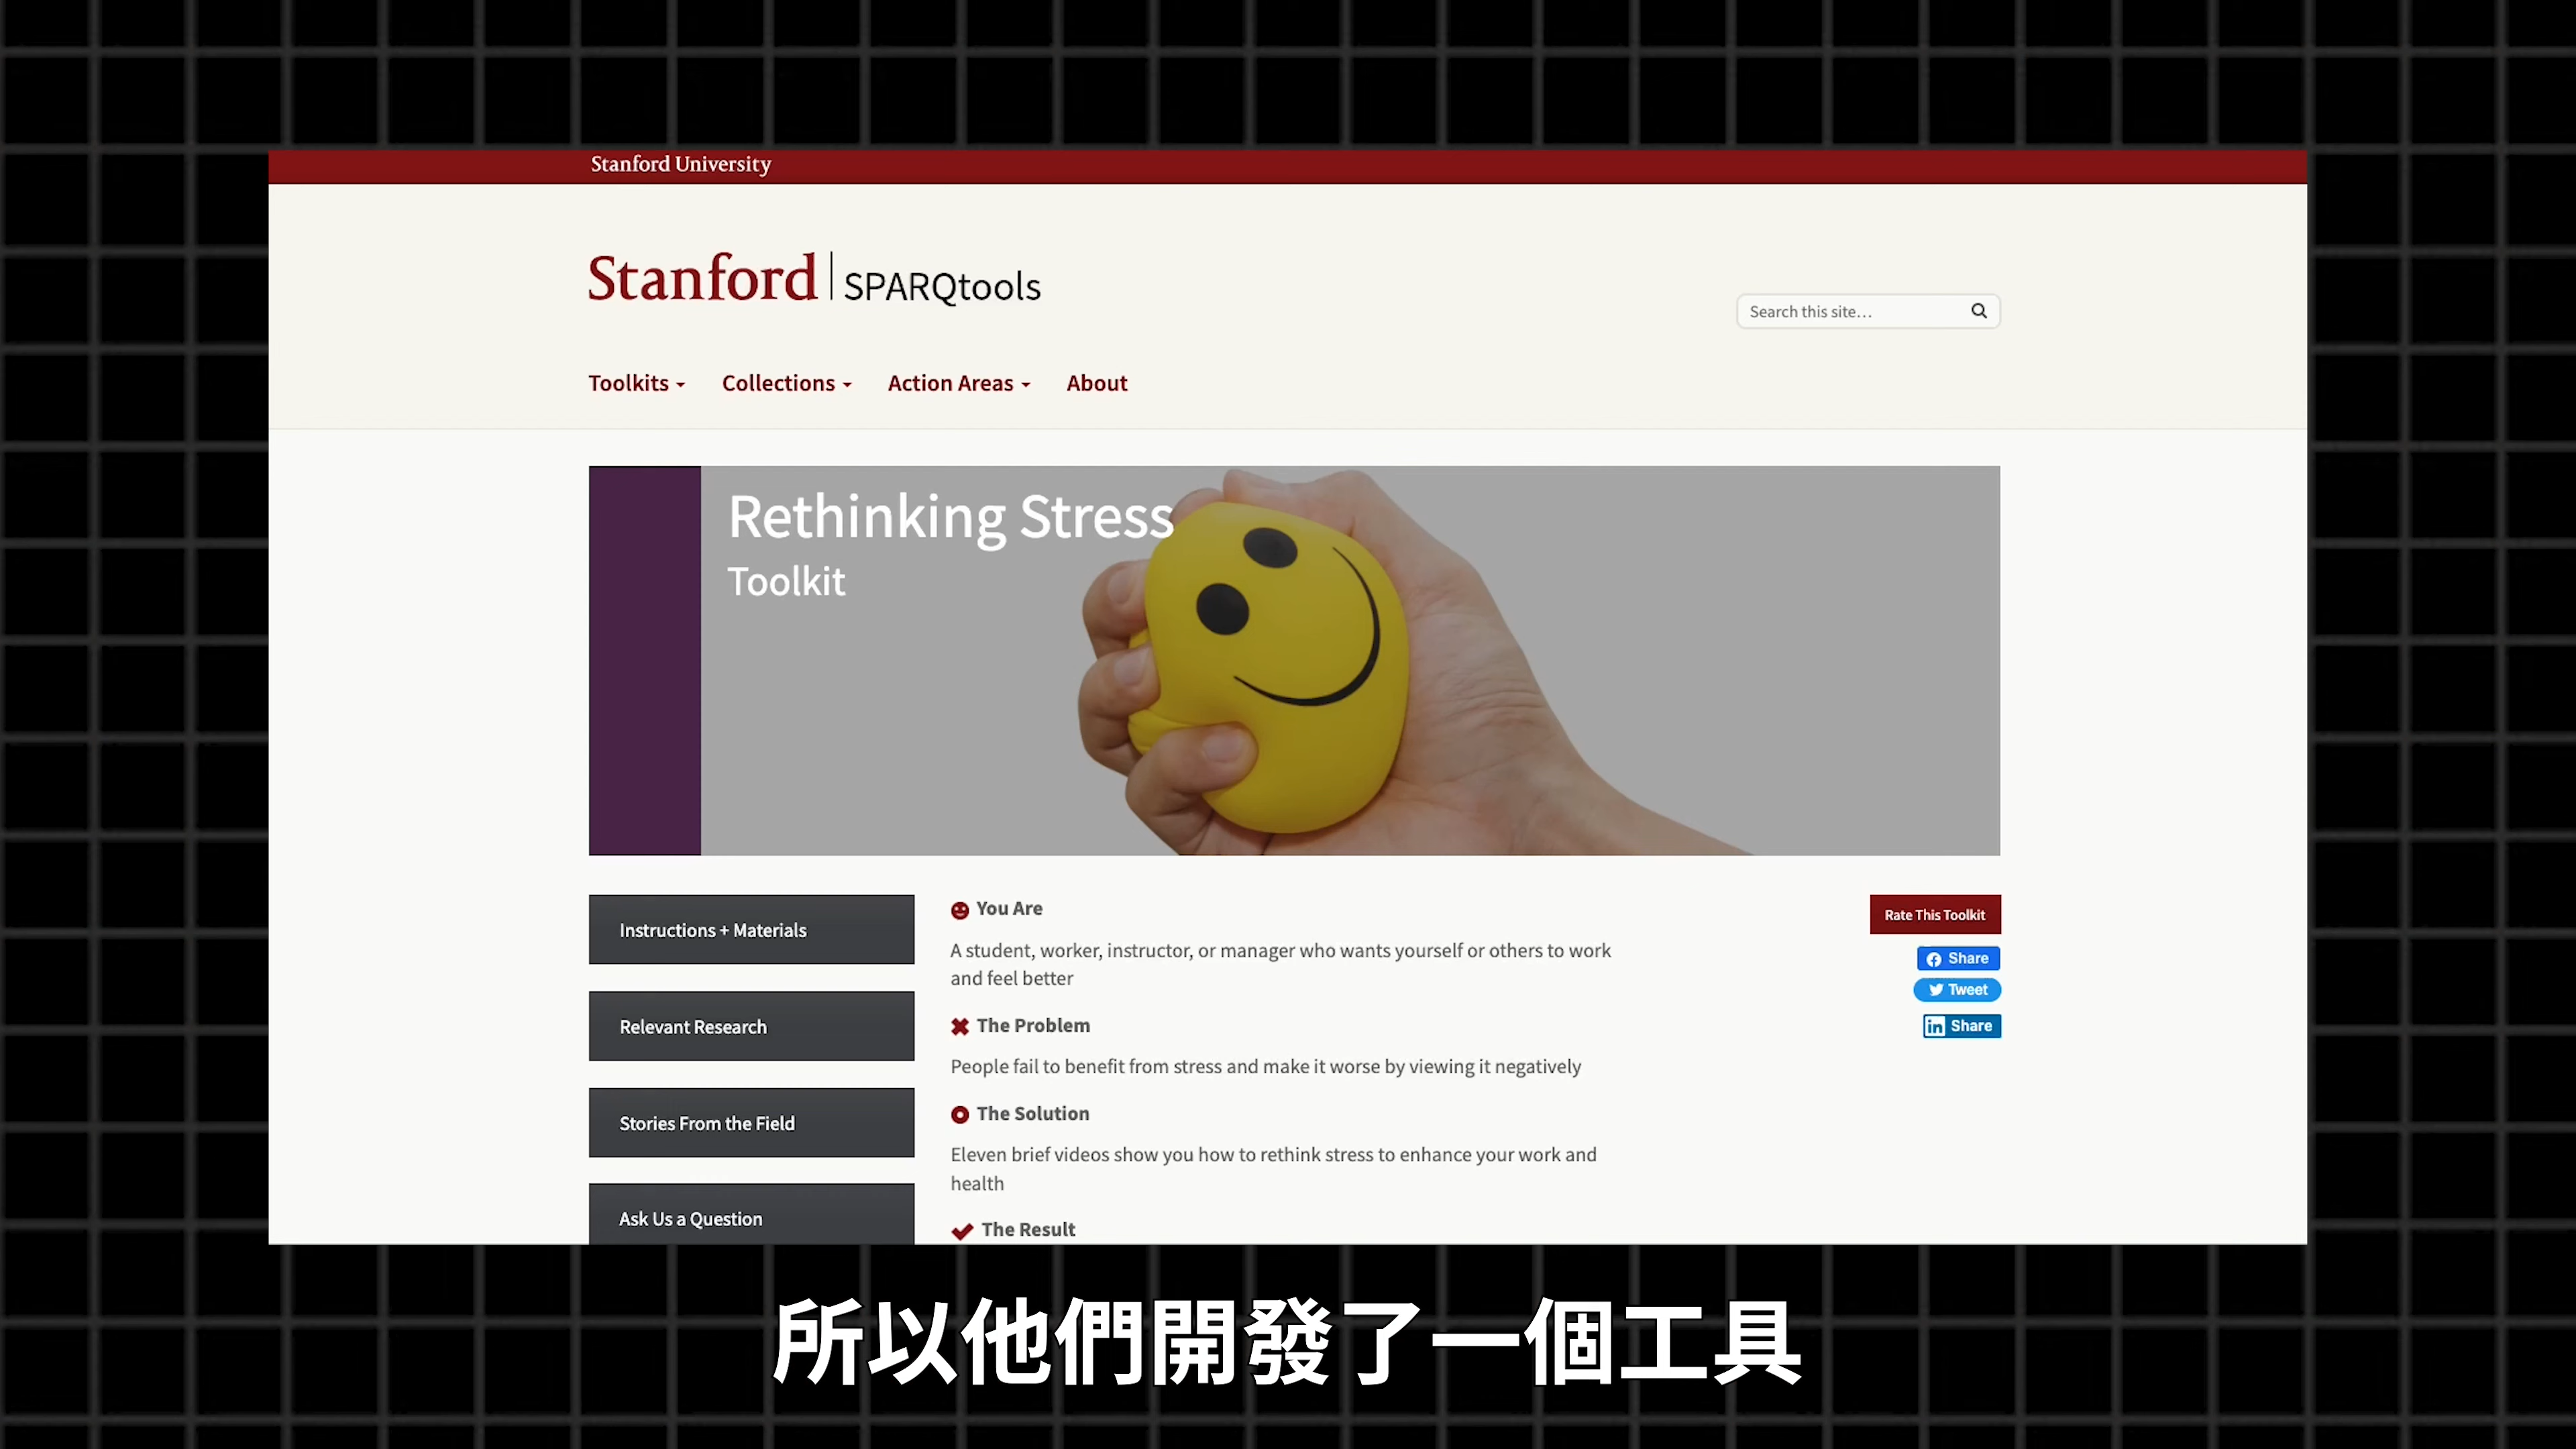 Stanford University
Stanford | SPARQtools
Search this site...
Toolkits
Collections
Action Areas
About
Rethinking Stress
Toolkit
Instructions + Materials
Relevant Research
Stories From the Field
Ask Us a Question
You Are
A student, worker, instructor, or manager who wants yourself or others to work
and feel better
The Problem
People fail to benefit from stress and make it worse by viewing it negatively
The Solution
Eleven brief videos show you how to rethink stress to enhance your work and
health
The Result
Rate This Toolkit
Share
Tweet
in Share
所以他們開發了一個工具